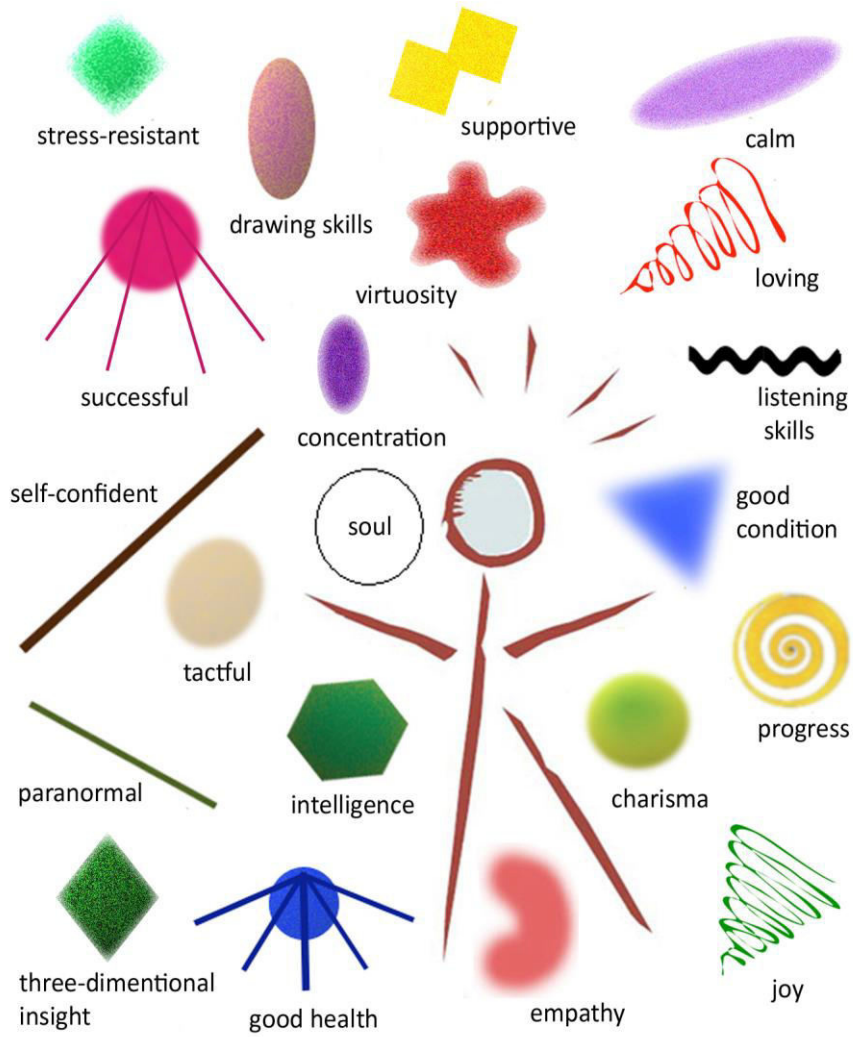 stress-resistant
supportive
calm
drawing skills
virtuosity
loving
successful
concentration
listening
skills
self-confident
soul
good
condition
tactful
progress
paranormal
intelligence
charisma
three-dimentional
insight
good health
empathy
joy